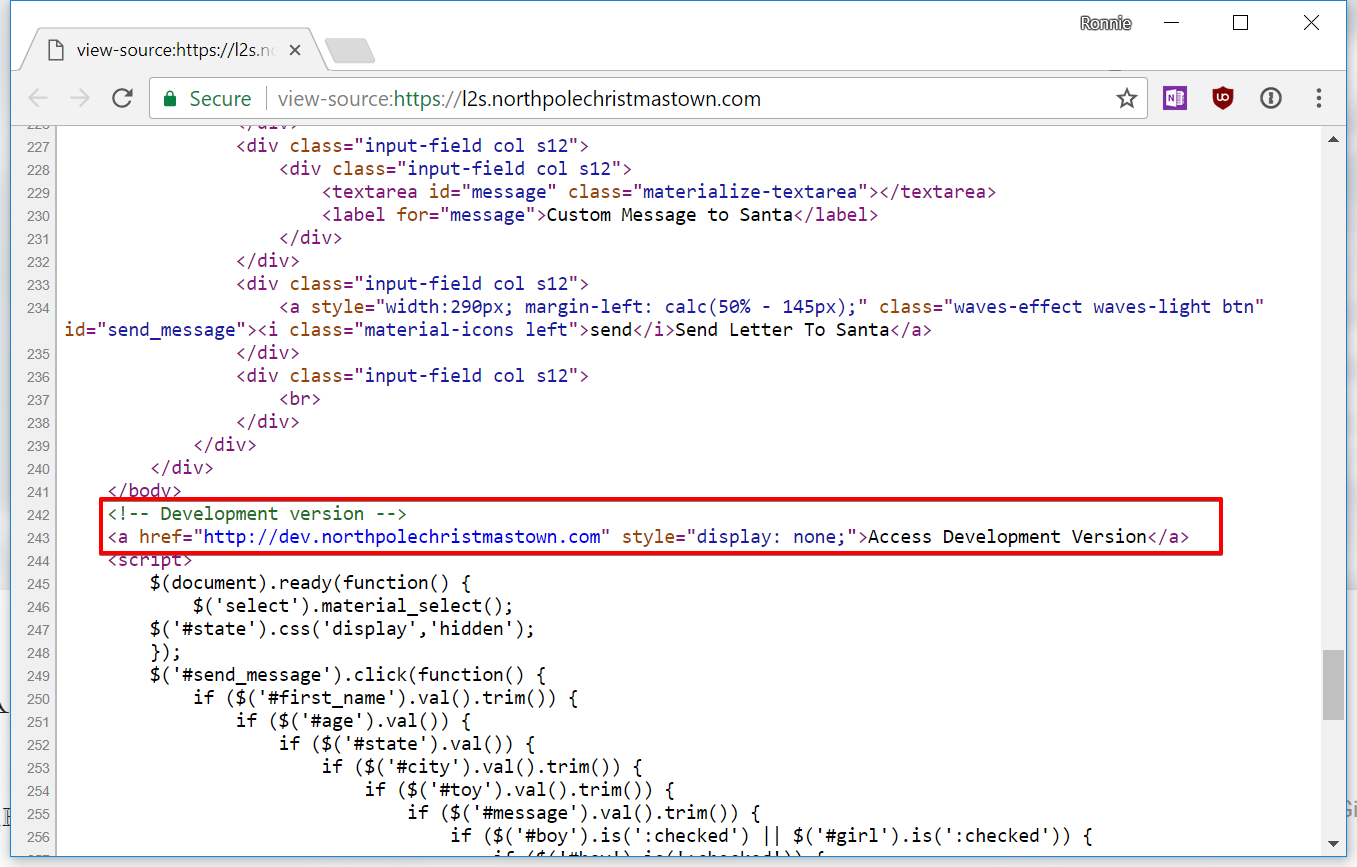 Ronnie
view-source:https://l2s.n
Secure view-source:https://l2s.northpolechristmastown.com
226 </div>
227 <div class="input-field col s12">
228 <div class="input-field col s12">
229 <textarea id="message" class="materialize-textarea"></textarea>
230 <label for="message">Custom Message to Santa</label>
231 </div>
232 </div>
233 <div class="input-field col s12">
234 <a style="width:290px; margin-left: calc(50% - 145px);" class="waves-effect waves-light btn"
id="send_message"><i class="material-icons left">send</i>Send Letter To Santa</a>
235 </div>
236 <div class="input-field col s12">
237 <br>
238 </div>
239 </div>
240 </div>
241 </body>
242 <!-- Development version -->
243 <a href="http://dev.northpolechristmastown.com" style="display: none;">Access Development Version</a>
244 <script>
245 $(document).ready(function() {
246 $('select').material_select();
247 $('#state').css('display','hidden');
248 });
249 $('#send_message').click(function() {
250 if ($('#first_name').val().trim()) {
251 if ($('#age').val()) {
252 if ($('#state').val()) {
253 if ($('#city').val().trim()) {
254 if ($('#toy').val().trim()) {
255 if ($('#message').val().trim()) {
256 if ($('#boy').is(':checked') || $('#girl').is(':checked')) {